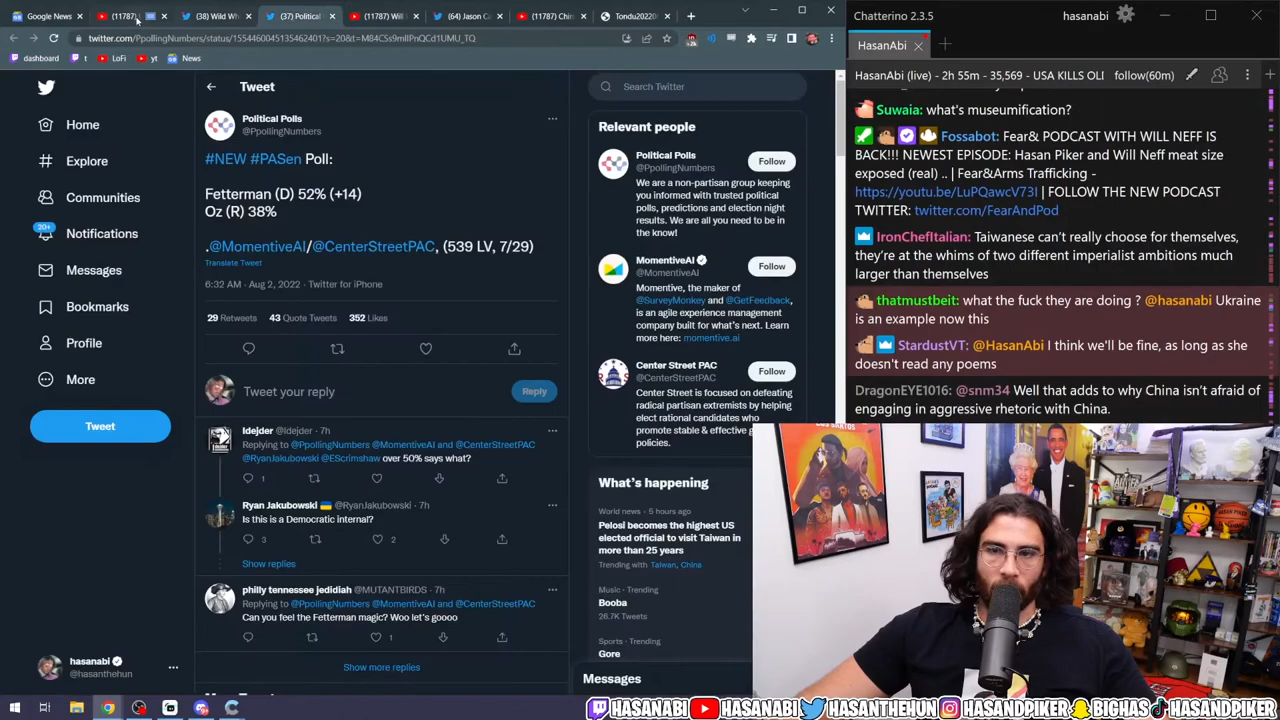 Google News
(11787)
(38) Wild Wh
(37) Political
(11787) Will
(64) Jason C
(11787) Chin
Tondu2022
twitter.com/PpollingNumbers/status/1554460045135462401?s=20&t=M84CSs9mlIPnQCd1UMU_TQ
dashboard
t
LoFi
yt
News
Home
Explore
Communities
20+
Notifications
Messages
Bookmarks
Profile
More
Tweet
hasanabi
@hasanthehun
Tweet
Political Polls
@PpollingNumbers
#NEW #PASen Poll:
Fetterman (D) 52% (+14)
Oz (R) 38%
.@MomentiveAI/@CenterStreetPAC, (539 LV, 7/29)
Translate Tweet
6:32 AM · Aug 2, 2022 · Twitter for iPhone
29 Retweets 43 Quote Tweets 352 Likes
Tweet your reply
Reply
Idejder @Idejder · 7h
Replying to @PpollingNumbers @MomentiveAI and @CenterStreetPAC
@RyanJakubowski @EScrimshaw over 50% says what?
1
Ryan Jakubowski @RyanJakubowski · 7h
Is this is a Democratic internal?
3 2
Show replies
philly tennessee jedidiah @MUTANTBIRDS · 7h
Replying to @PpollingNumbers @MomentiveAI and @CenterStreetPAC
Can you feel the Fetterman magic? Woo let's goooo
1
Show more replies
Search Twitter
Relevant people
Political Polls
@PpollingNumbers
Follow
We are a non-partisan group keeping
you informed with trusted political
polls, predictions and election night
results. We are all you need to be in
the know!
MomentiveAI
@MomentiveAI
Follow
Momentive, the maker of
@SurveyMonkey and @GetFeedback,
is an agile experience management
company built for what's next. Learn
more here: momentive.ai
Center Street PAC
@CenterStreetPAC
Follow
Center Street is focused on defeating
radical partisan extremists by helping
elect rational candidates who
promote stable & effective go
policies.
What's happening
World news · 5 hours ago
Pelosi becomes the highest US
elected official to visit Taiwan in
more than 25 years
Trending with Taiwan, China
Music · Trending
Booba
26.7K Tweets
Sports · Trending
Gore
Messages
Chatterino 2.3.5
hasanabi
HasanAbi
HasanAbi (live) - 2h 55m - 35,569 - USA KILLS OLI
follow(60m)
Suwaia: what's museumification?
Fossabot: Fear& PODCAST WITH WILL NEFF IS
BACK!!! NEWEST EPISODE: Hasan Piker and Will Neff meat size
exposed (real) .. | Fear&Arms Trafficking -
https://youtu.be/LuPQawcV73I | FOLLOW THE NEW PODCAST
TWITTER: twitter.com/FearAndPod
IronChefItalian: Taiwanese can't really choose for themselves,
they're at the whims of two different imperialist ambitions much
larger than themselves
thatmustbeit: what the fuck they are doing ? @hasanabi Ukraine
is an example now this
StardustVT: @HasanAbi I think we'll be fine, as long as she
doesn't read any poems
DragonEYE1016: @snm34 Well that adds to why China isn't afraid of
engaging in aggressive rhetoric with China.
HASANABI HASANABI HASANTHEHUN HASANDPIKER BIGHAS HASANDPIKER